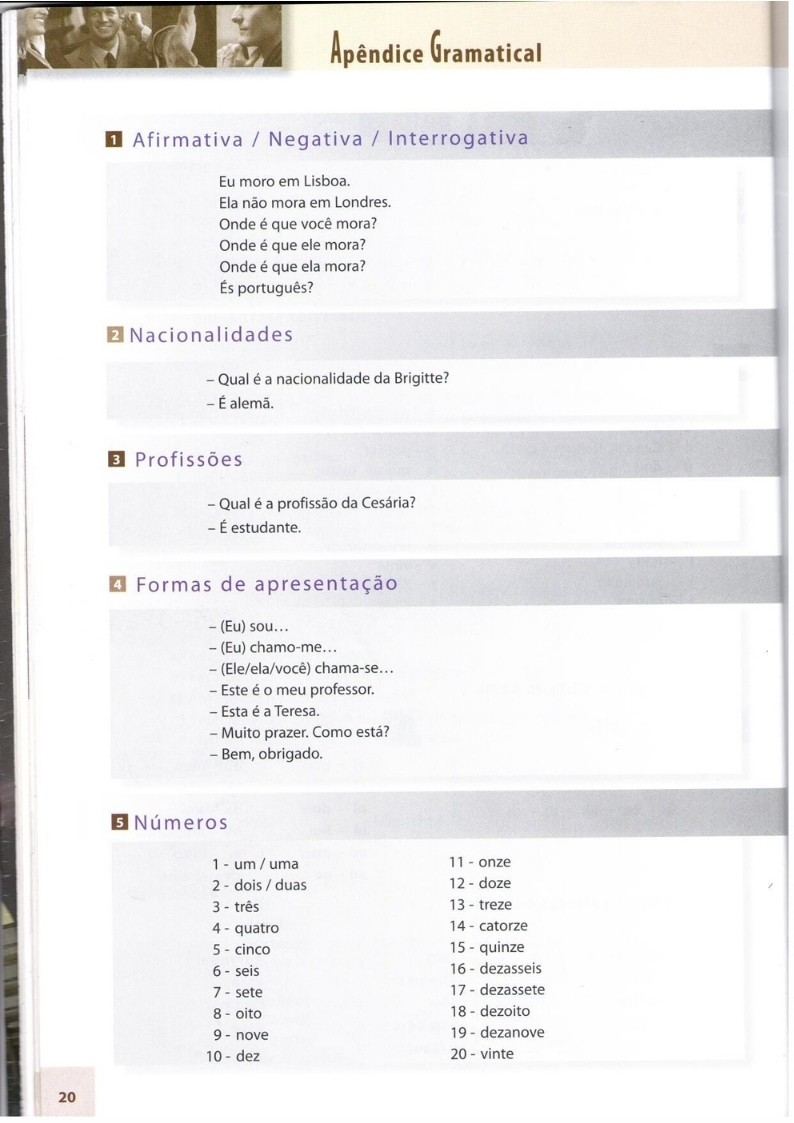 Apêndice Gramatical
1 Afirmativa / Negativa / Interrogativa
Eu moro em Lisboa.
Ela não mora em Londres.
Onde é que você mora?
Onde é que ele mora?
Onde é que ela mora?
És português?
2 Nacionalidades
– Qual é a nacionalidade da Brigitte?
– É alemã.
3 Profissões
– Qual é a profissão da Cesária?
– É estudante.
4 Formas de apresentação
– (Eu) sou…
– (Eu) chamo-me…
– (Ele/ela/você) chama-se…
– Este é o meu professor.
– Esta é a Teresa.
– Muito prazer. Como está?
– Bem, obrigado.
5 Números
1 - um / uma
2 - dois / duas
3 - três
4 - quatro
5 - cinco
6 - seis
7 - sete
8 - oito
9 - nove
10 - dez
11 - onze
12 - doze
13 - treze
14 - catorze
15 - quinze
16 - dezasseis
17 - dezassete
18 - dezoito
19 - dezanove
20 - vinte
20